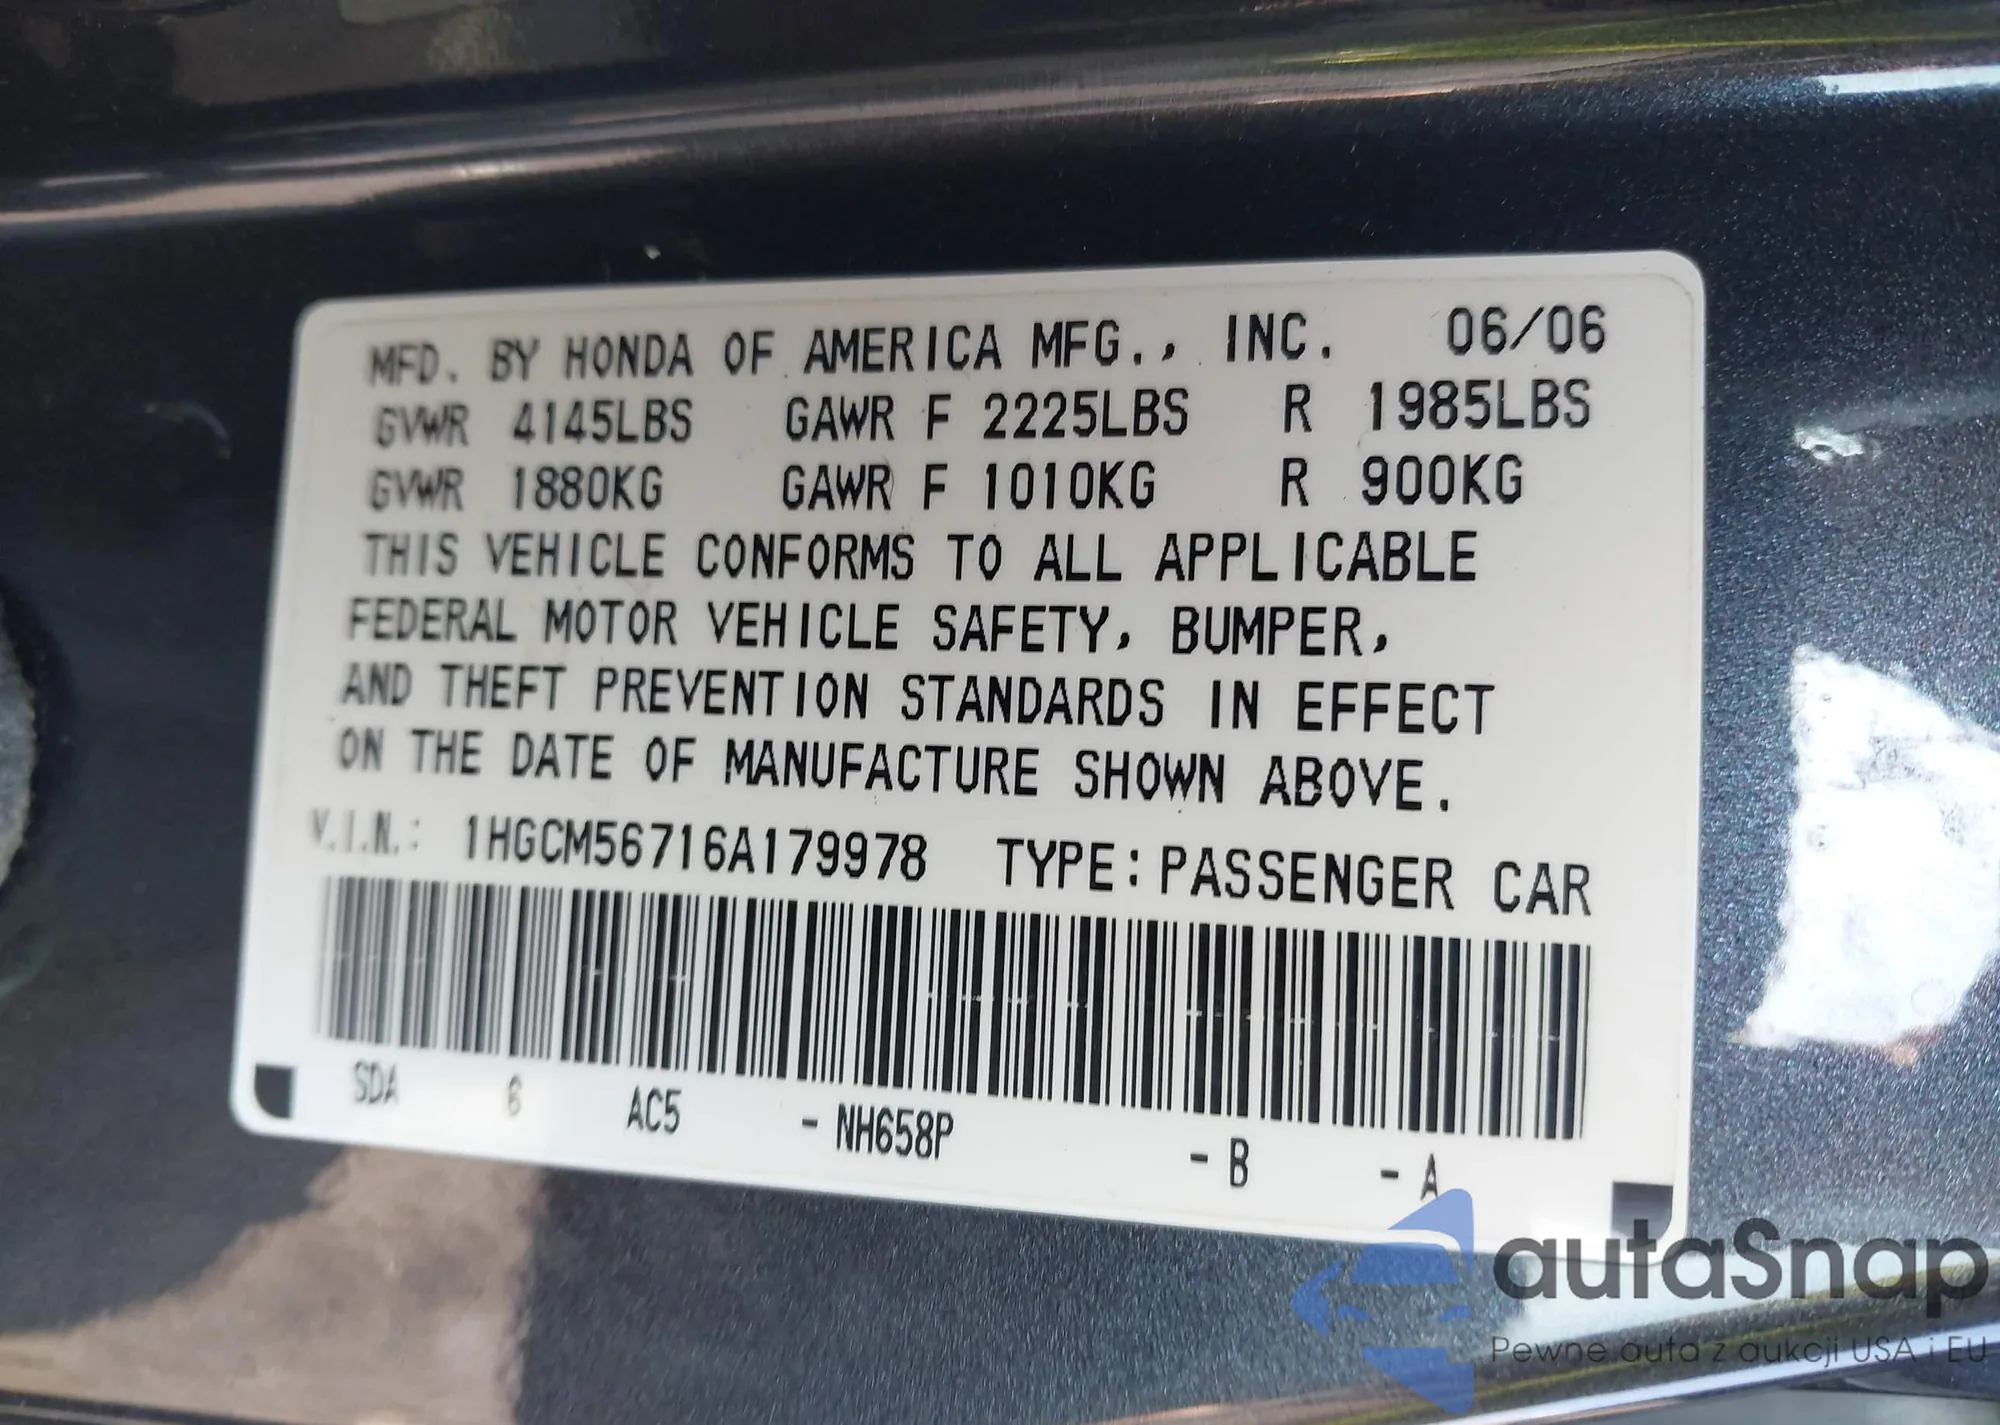 MFD. BY HONDA OF AMERICA MFG., INC. 06/06
GVWR 4145LBS GAWR F 2225LBS R 1985LBS
GVWR 1880KG GAWR F 1010KG R 900KG
THIS VEHICLE CONFORMS TO ALL APPLICABLE
FEDERAL MOTOR VEHICLE SAFETY, BUMPER,
AND THEFT PREVENTION STANDARDS IN EFFECT
ON THE DATE OF MANUFACTURE SHOWN ABOVE.
V.I.N.: 1HGCM56716A179978 TYPE: PASSENGER CAR
SDA 6 AC5 - NH658P - B - A
autaSnap
Pewne auta z aukcji USA i EU